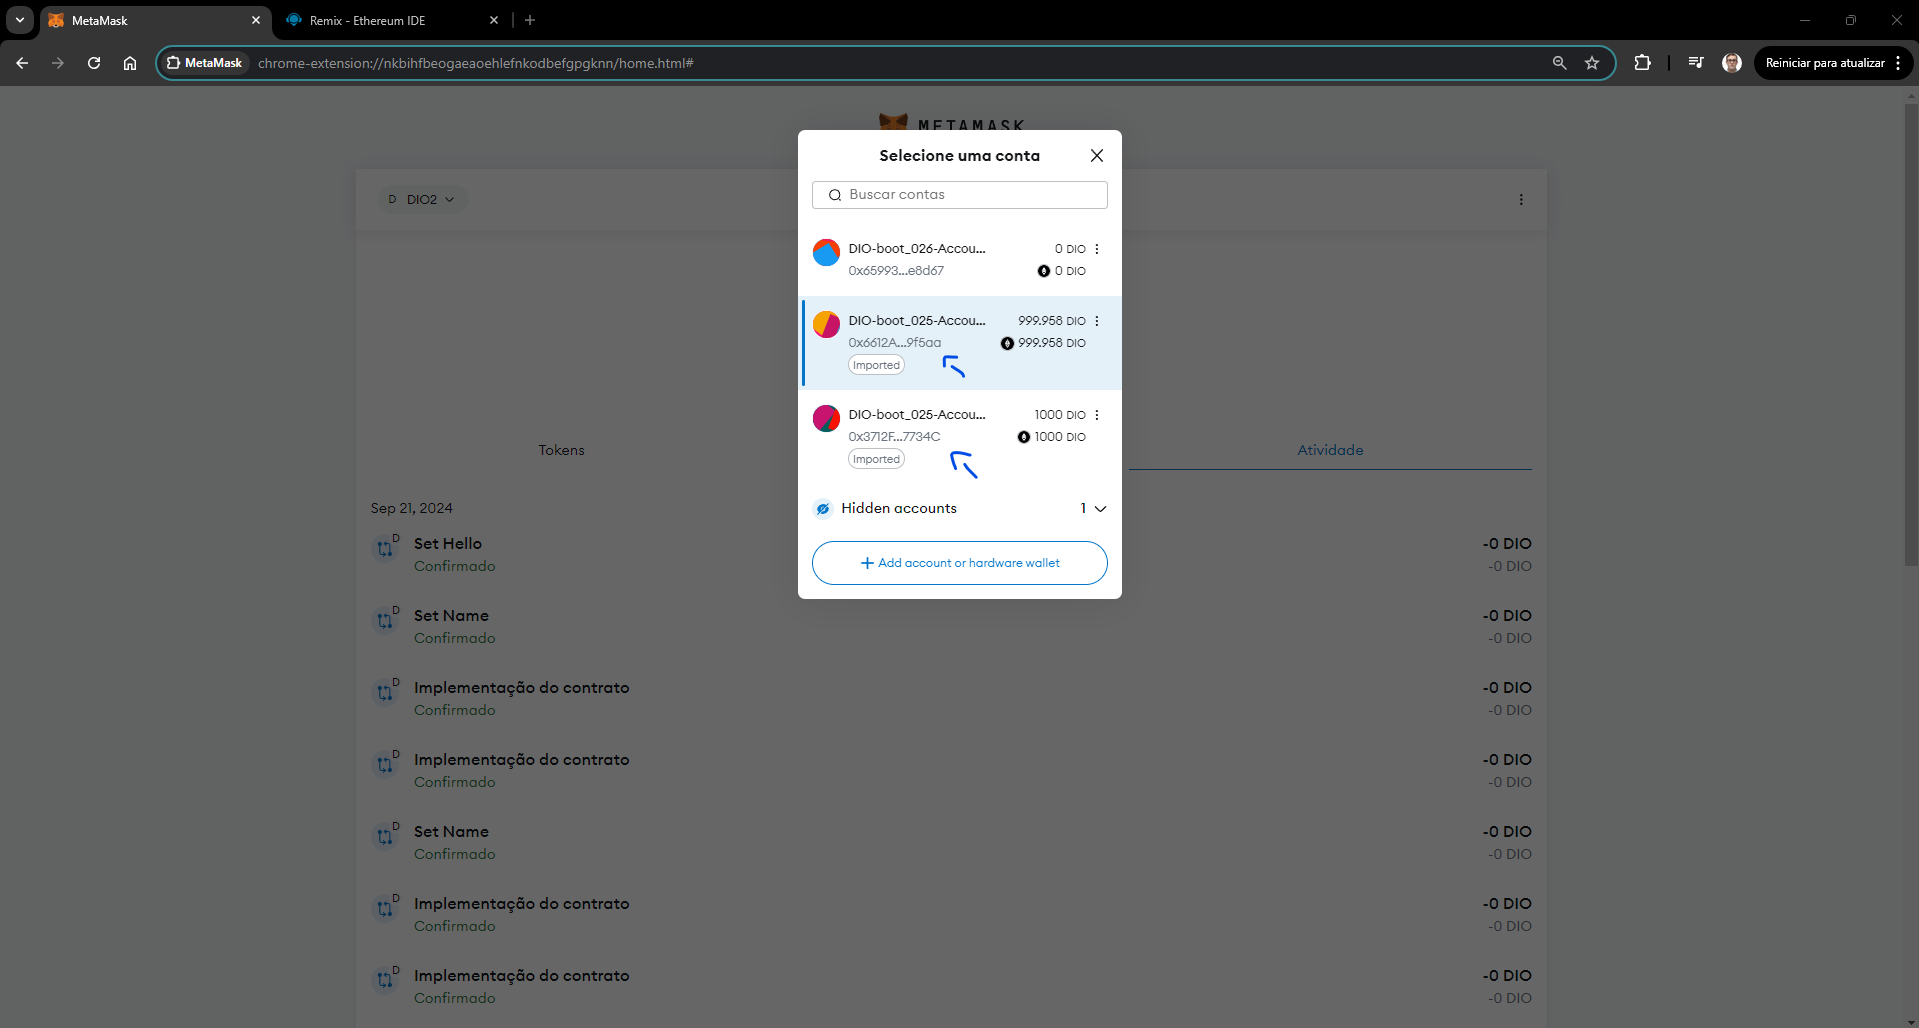 MetaMask
Remix - Ethereum IDE
MetaMask
chrome-extension://nkbihfbeogaeaoehlefnkodbefgpgknn/home.html#
Reiniciar para atualizar
METAMASK
D DIO2
Selecione uma conta
Buscar contas
DIO-boot_026-Accou... 0 DIO
0x65993...e8d67 0 DIO
DIO-boot_025-Accou... 999.958 DIO
0x6612A...9f5aa 999.958 DIO
Imported
DIO-boot_025-Accou... 1000 DIO
0x3712F...7734C 1000 DIO
Imported
Hidden accounts 1
Add account or hardware wallet
Tokens
Atividade
Sep 21, 2024
D Set Hello -0 DIO
Confirmado -0 DIO
D Set Name -0 DIO
Confirmado -0 DIO
D Implementação do contrato -0 DIO
Confirmado -0 DIO
D Implementação do contrato -0 DIO
Confirmado -0 DIO
D Set Name -0 DIO
Confirmado -0 DIO
D Implementação do contrato -0 DIO
Confirmado -0 DIO
D Implementação do contrato -0 DIO
Confirmado -0 DIO